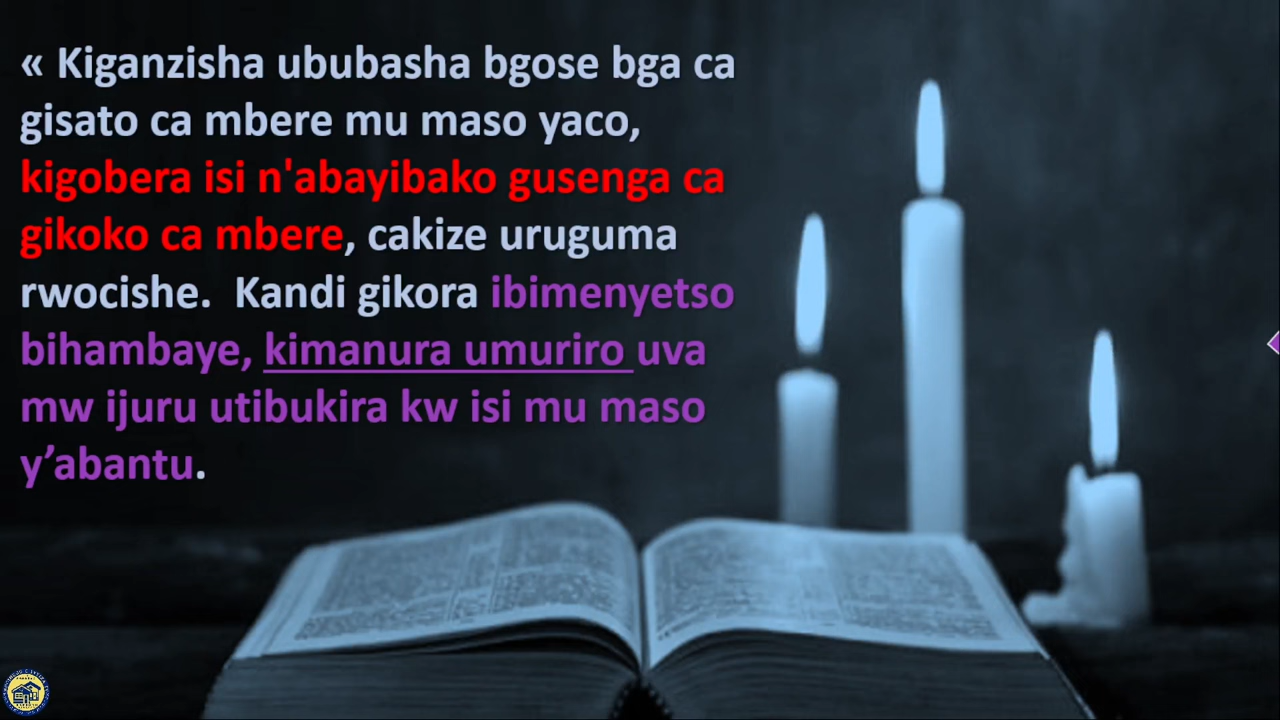 « Kiganzisha ububasha bgose bga ca
gisato ca mbere mu maso yaco,
kigobera isi n'abayibako gusenga ca
gikoko ca mbere, cakize uruguma
rwocishe.  Kandi gikora ibimenyetso
bihambaye, kimanura umuriro uva
mw ijuru utibukira kw isi mu maso
y’abantu.